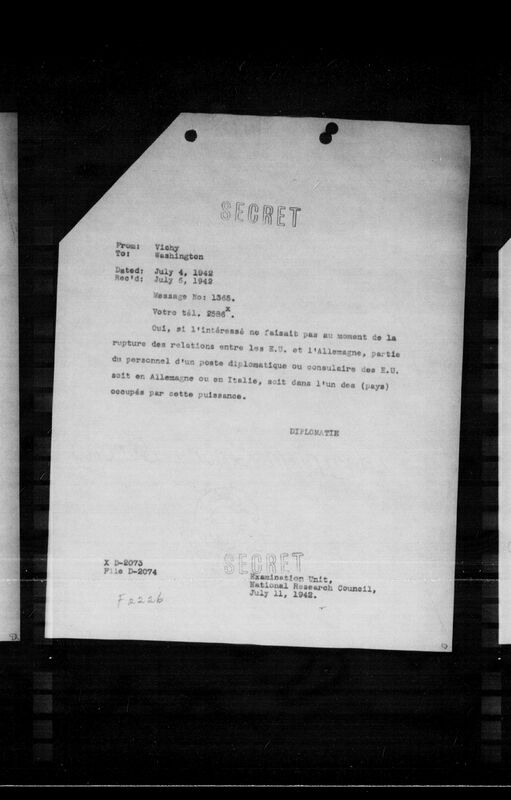 SECRET
From: Vichy
To: Washington
Dated: July 4, 1942
Rec'd: July 5, 1942
Message No: 1365.
Votre tél. 2586X.
Oui, si l'intéressé ne faisait pas au moment de la
rupture des relations entre les E.U. et l'Allemagne, partie
du personnel d'un poste diplomatique ou consulaire des E.U.
soit en Allemagne ou en Italie, soit dans l'un des (pays)
occupés par cette puissance.
DIPLOMATIE
X D-2073
File D-2074
SECRET
Examination Unit,
National Research Council,
July 11, 1942.
F 2226